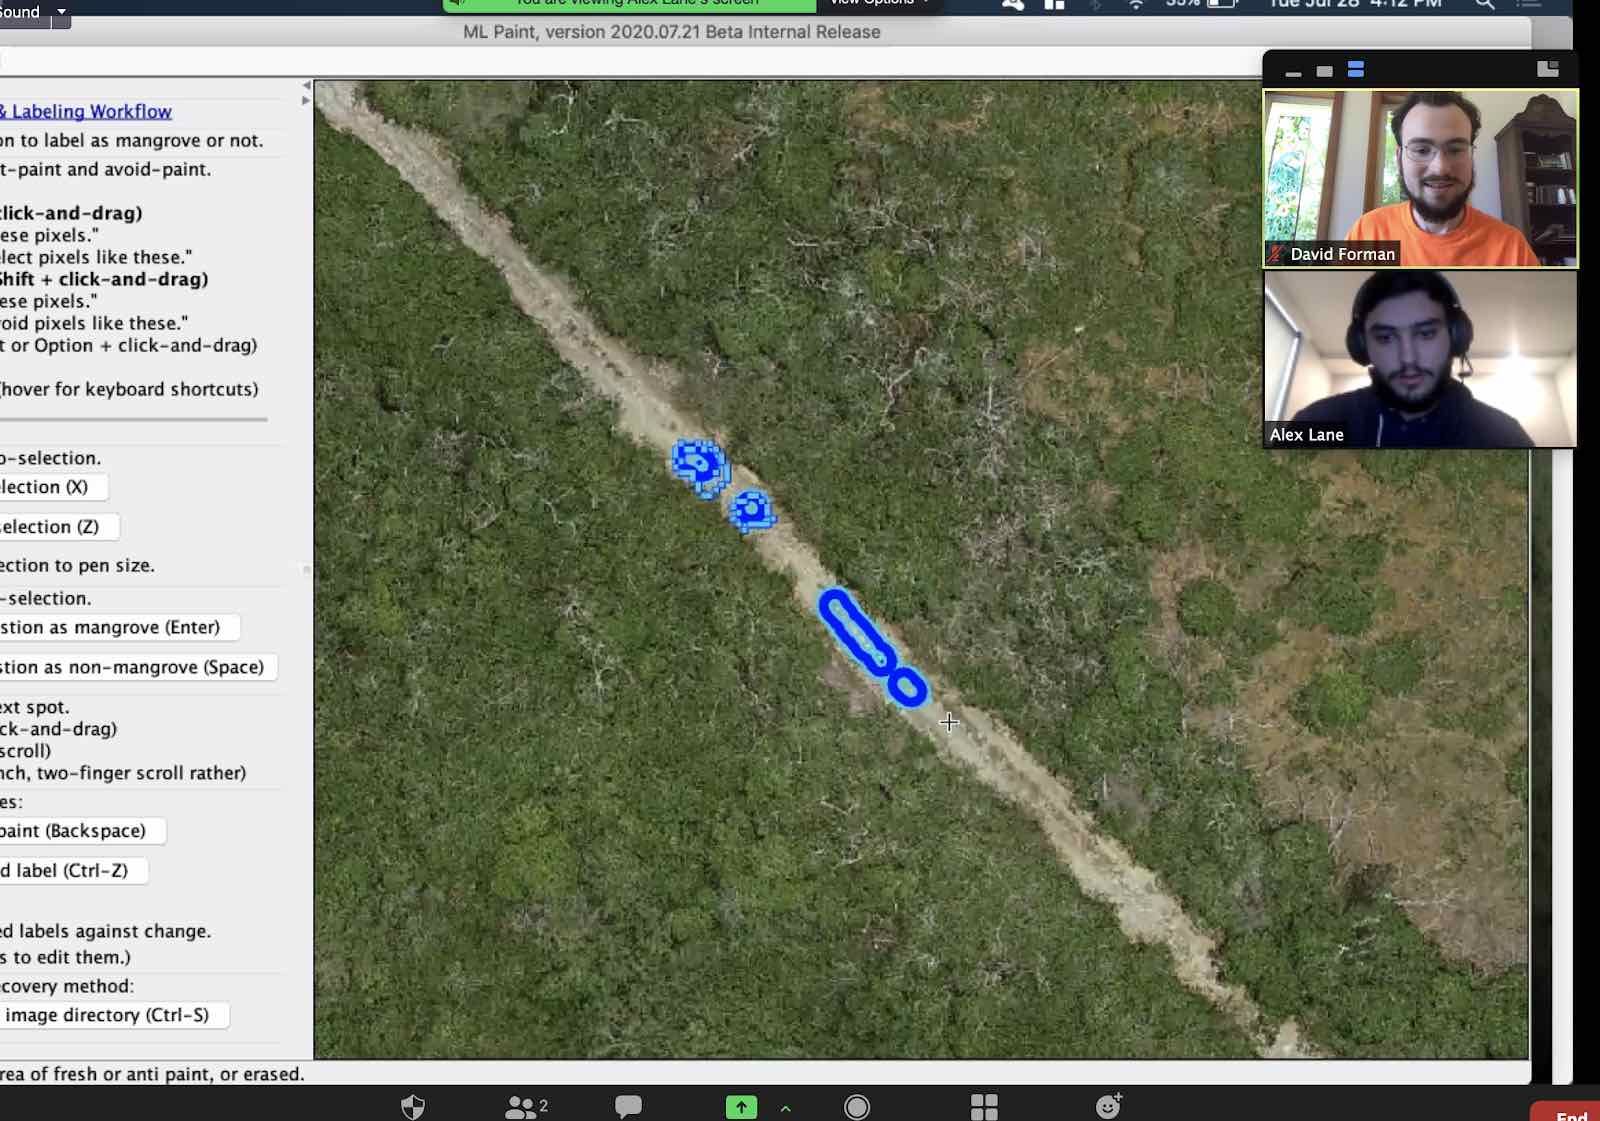 Sound
You are viewing Alex Lane's screen
View Options
35%
Tue Jul 28 4:12 PM
ML Paint, version 2020.07.21 Beta Internal Release
& Labeling Workflow
on to label as mangrove or not.
t-paint and avoid-paint.
click-and-drag)
ese pixels."
lect pixels like these."
Shift + click-and-drag)
ese pixels."
oid pixels like these."
t or Option + click-and-drag)
(hover for keyboard shortcuts)
o-selection.
election (X)
selection (Z)
ection to pen size.
-selection.
stion as mangrove (Enter)
stion as non-mangrove (Space)
ext spot.
ck-and-drag)
scroll)
nch, two-finger scroll rather)
es:
paint (Backspace)
d label (Ctrl-Z)
ed labels against change.
s to edit them.)
ecovery method:
image directory (Ctrl-S)
rea of fresh or anti paint, or erased.
David Forman
Alex Lane
2
End